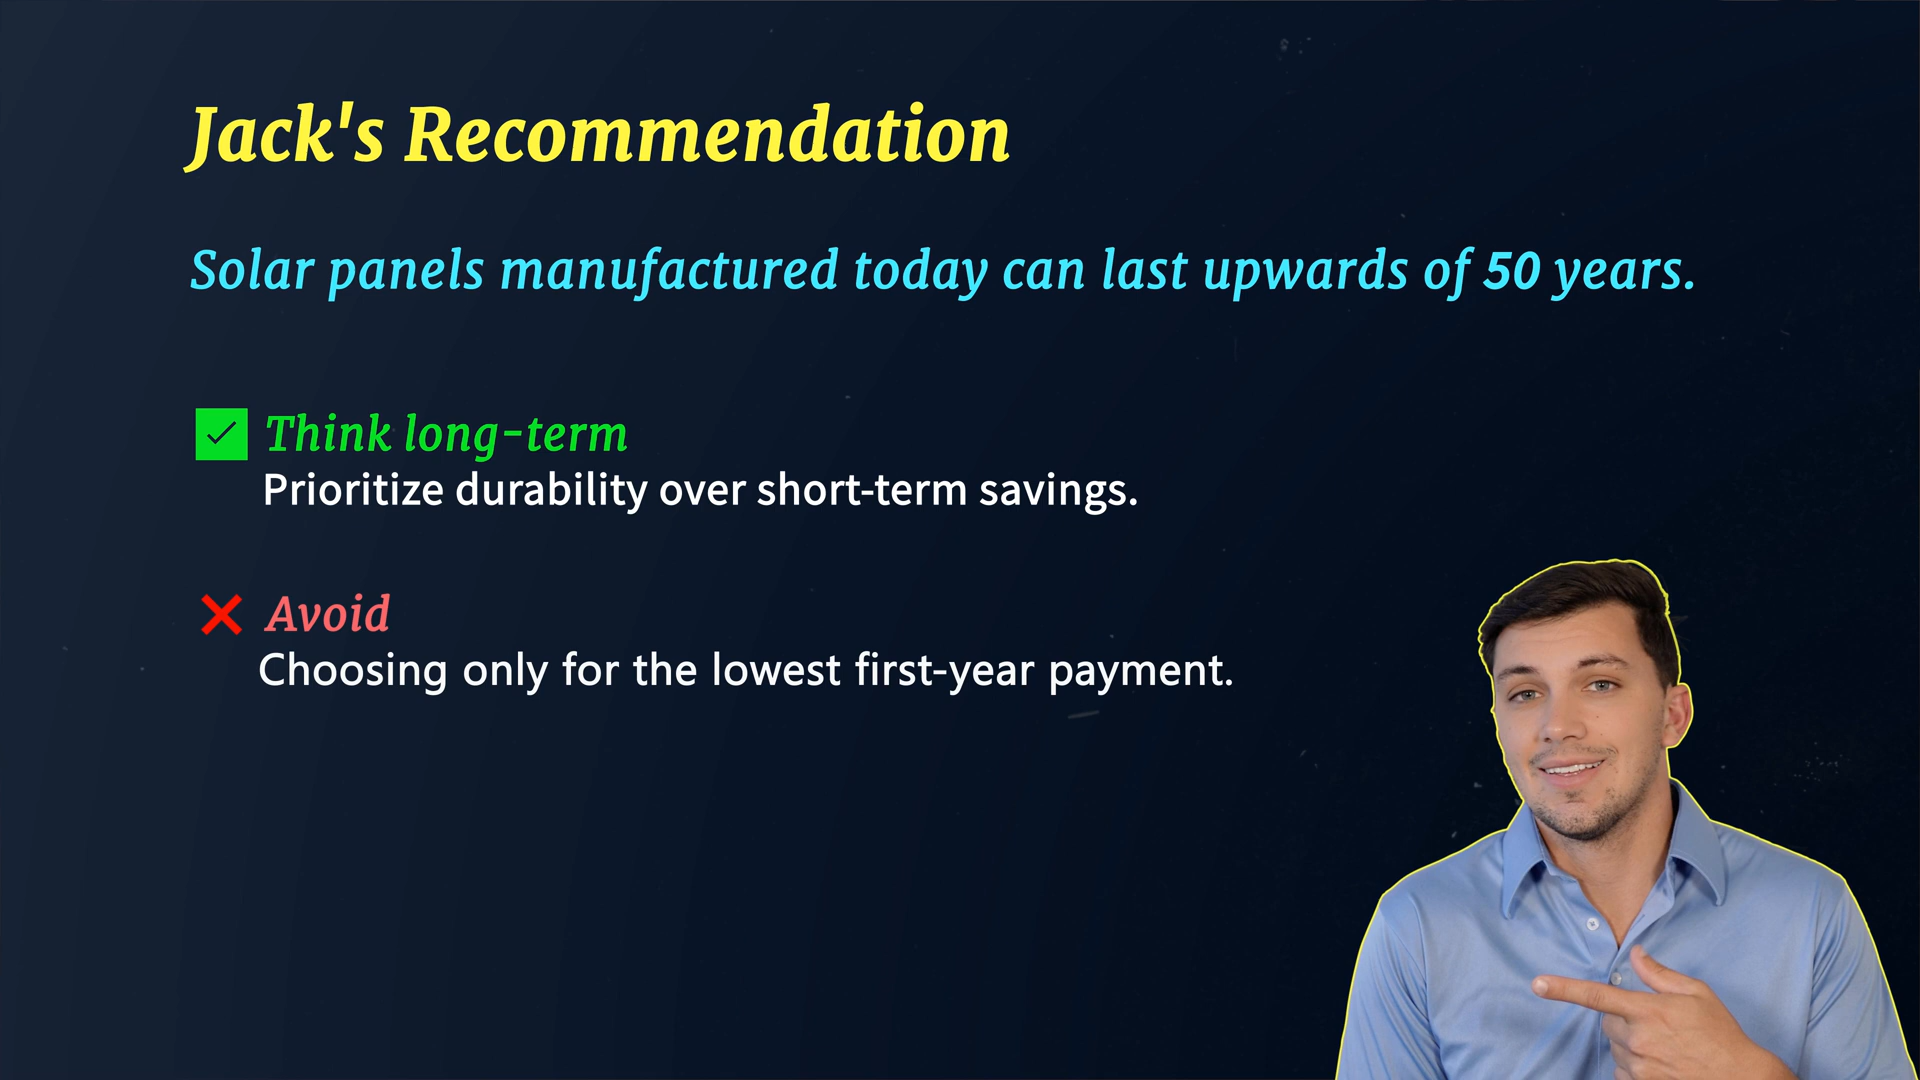 Jack's Recommendation
Solar panels manufactured today can last upwards of 50 years.
Think long-term
Prioritize durability over short-term savings.
Avoid
Choosing only for the lowest first-year payment.